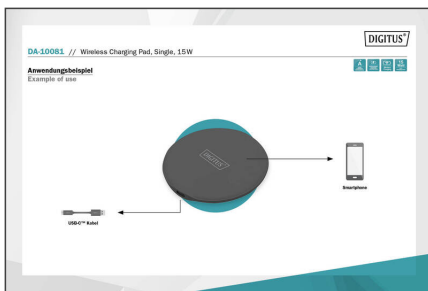 DIGITUS®
DA-10081 // Wireless Charging Pad, Single, 15W
Anwendungsbeispiel
Example of use
DIGITUS
Smartphone
USB-C™ Kabel